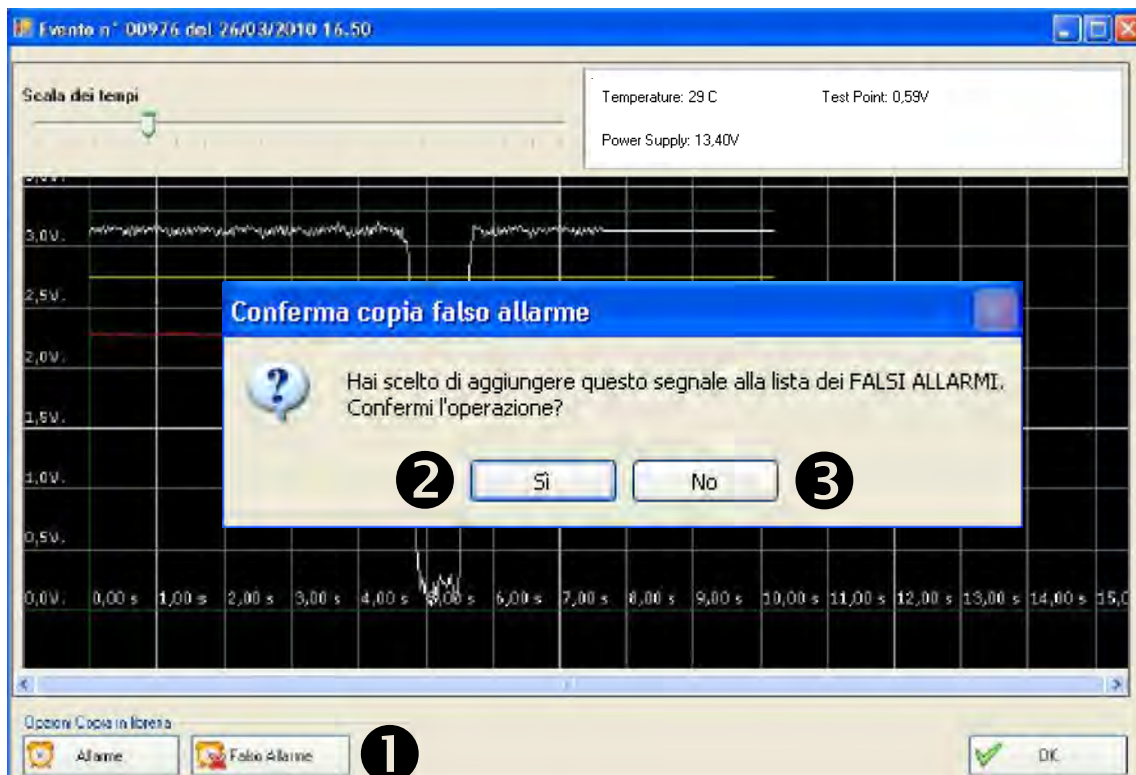 Evento n° 00976 del 26/03/2010 16.50
Scala dei tempi
Temperature: 29 C Test Point: 0,59V
Power Supply: 13,40V
3,0V.
2,5V.
2,0V.
1,5V.
1,0V.
0,5V.
0,0V. 0,00 s 1,00 s 2,00 s 3,00 s 4,00 s 5,00 s 6,00 s 7,00 s 8,00 s 9,00 s 10,00 s 11,00 s 12,00 s 13,00 s 14,00 s
Conferma copia falso allarme
Hai scelto di aggiungere questo segnale alla lista dei FALSI ALLARMI.
Confermi l'operazione?
2 Sì No 3
Opzioni Copia in libreria
Allarme Falso Allarme 1 OK